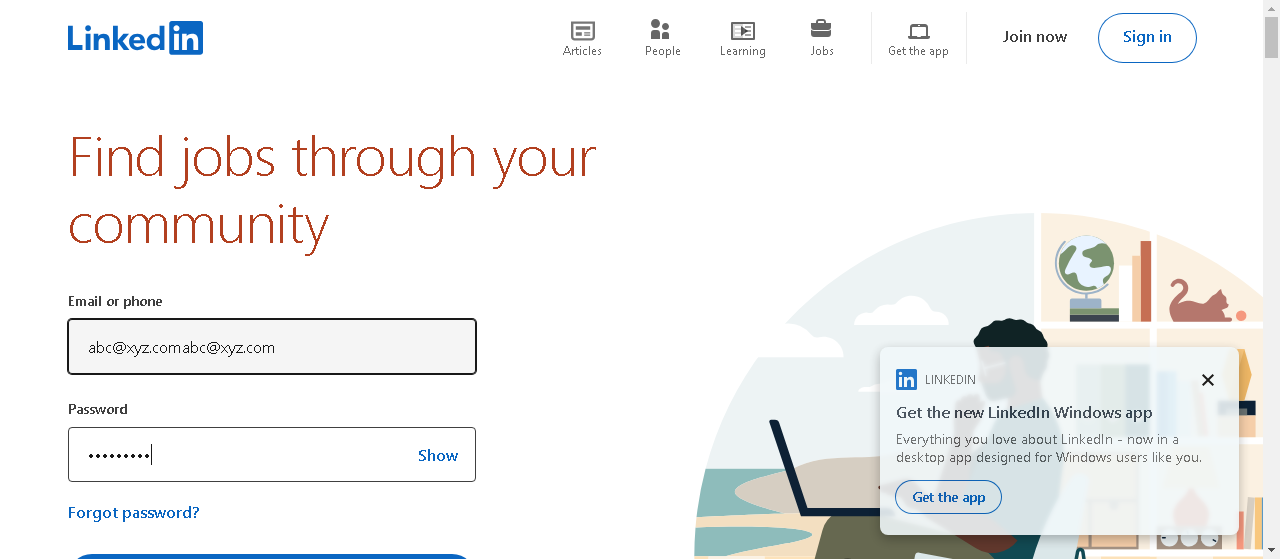 LinkedIn
Articles
People
Learning
Jobs
Get the app
Join now
Sign in
Find jobs through your
community
Email or phone
abc@xyz.comabc@xyz.com
Password
•••••••••
Show
Forgot password?
in LINKEDIN
Get the new LinkedIn Windows app
Everything you love about LinkedIn - now in a
desktop app designed for Windows users like you.
Get the app